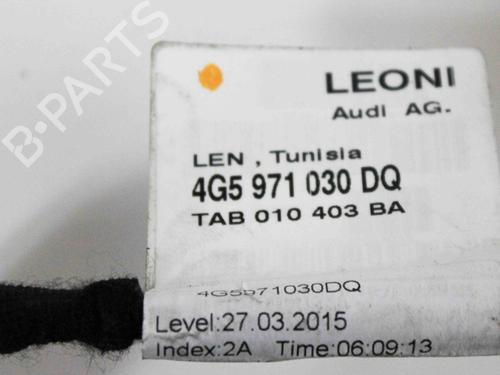 B-PARTS
LEONI
Audi AG.
LEN , Tunisia
4G5 971 030 DQ
TAB 010 403 BA
4G5971030DQ
Level:27.03.2015
Index:2A Time:06:09:13